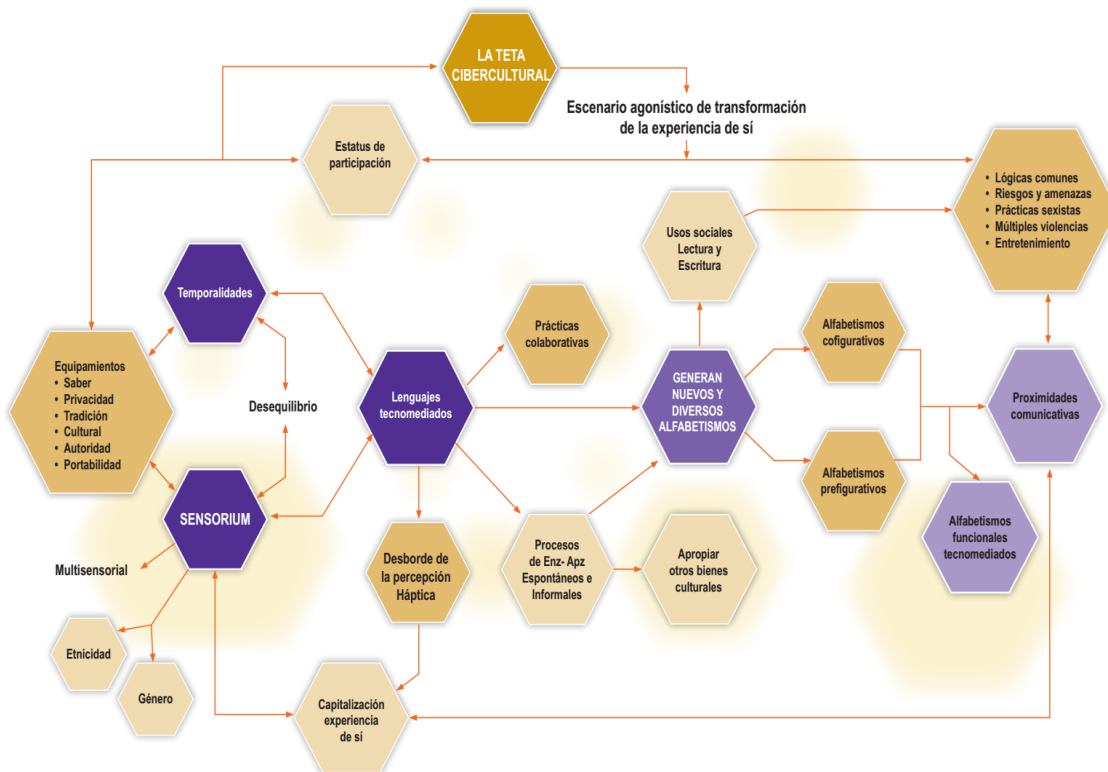 LA TETA
CIBERCULTURAL
Escenario agonístico de transformación
de la experiencia de sí
Estatus de
participación
• Lógicas comunes
• Riesgos y amenazas
• Prácticas sexistas
• Múltiples violencias
• Entretenimiento
Usos sociales
Lectura y
Escritura
Temporalidades
Prácticas
colaborativas
Alfabetismos
cofigurativos
Equipamientos
• Saber
• Privacidad
• Tradición
• Cultural
• Autoridad
• Portabilidad
Desequilibrio
Lenguajes
tecnomediados
GENERAN
NUEVOS Y
DIVERSOS
ALFABETISMOS
Proximidades
comunicativas
Alfabetismos
prefigurativos
SENSORIUM
Alfabetismos
funcionales
tecnomediados
Multisensorial
Desborde de
la percepción
Háptica
Procesos
de Enz- Apz
Espontáneos e
Informales
Apropiar
otros bienes
culturales
Etnicidad
Género
Capitalización
experiencia
de sí